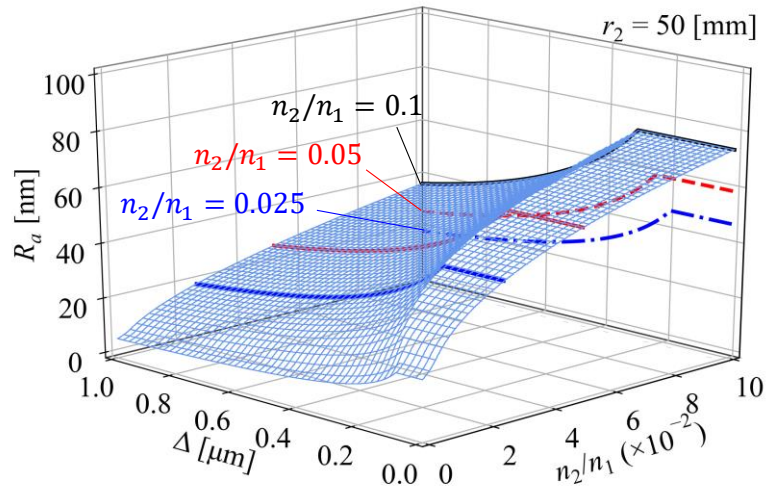 r₂ = 50 [mm]
100
80
60
40
20
0
Rₐ [nm]
n₂/n₁ = 0.1
n₂/n₁ = 0.05
n₂/n₁ = 0.025
1.0
0.8
0.6
0.4
0.2
0.0
Δ [μm]
0
2
4
6
8
10
n₂/n₁ (×10⁻²)